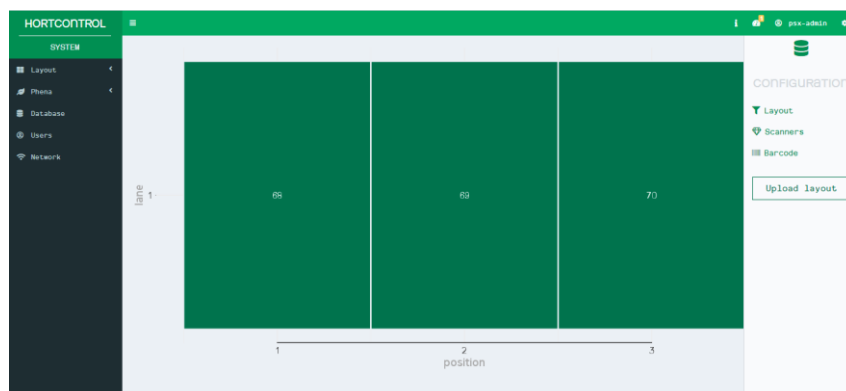 HORTCONTROL
SYSTEM
Layout
Phena
Database
Users
Network
i
psx-admin
lane
1
68
69
70
1
2
3
position
CONFIGURATION
Layout
Scanners
Barcode
Upload layout